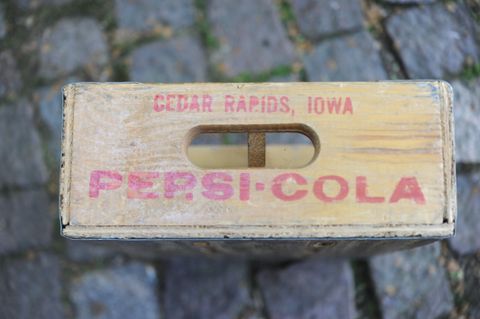 CEDAR RAPIDS, IOWA
PEPSI·COLA